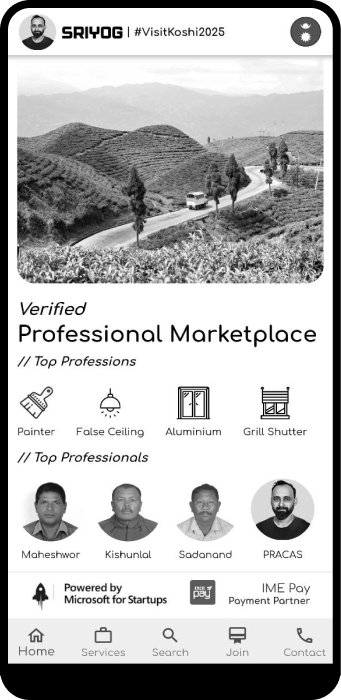 SRIYOG | #VisitKoshi2025
Verified
Professional Marketplace
// Top Professions
Painter False Ceiling Aluminium Grill Shutter
// Top Professionals
Maheshwor Kishunlal Sadanand PRACAS
Powered by
Microsoft for Startups
IME pay
IME Pay
Payment Partner
Home Services Search Join Contact